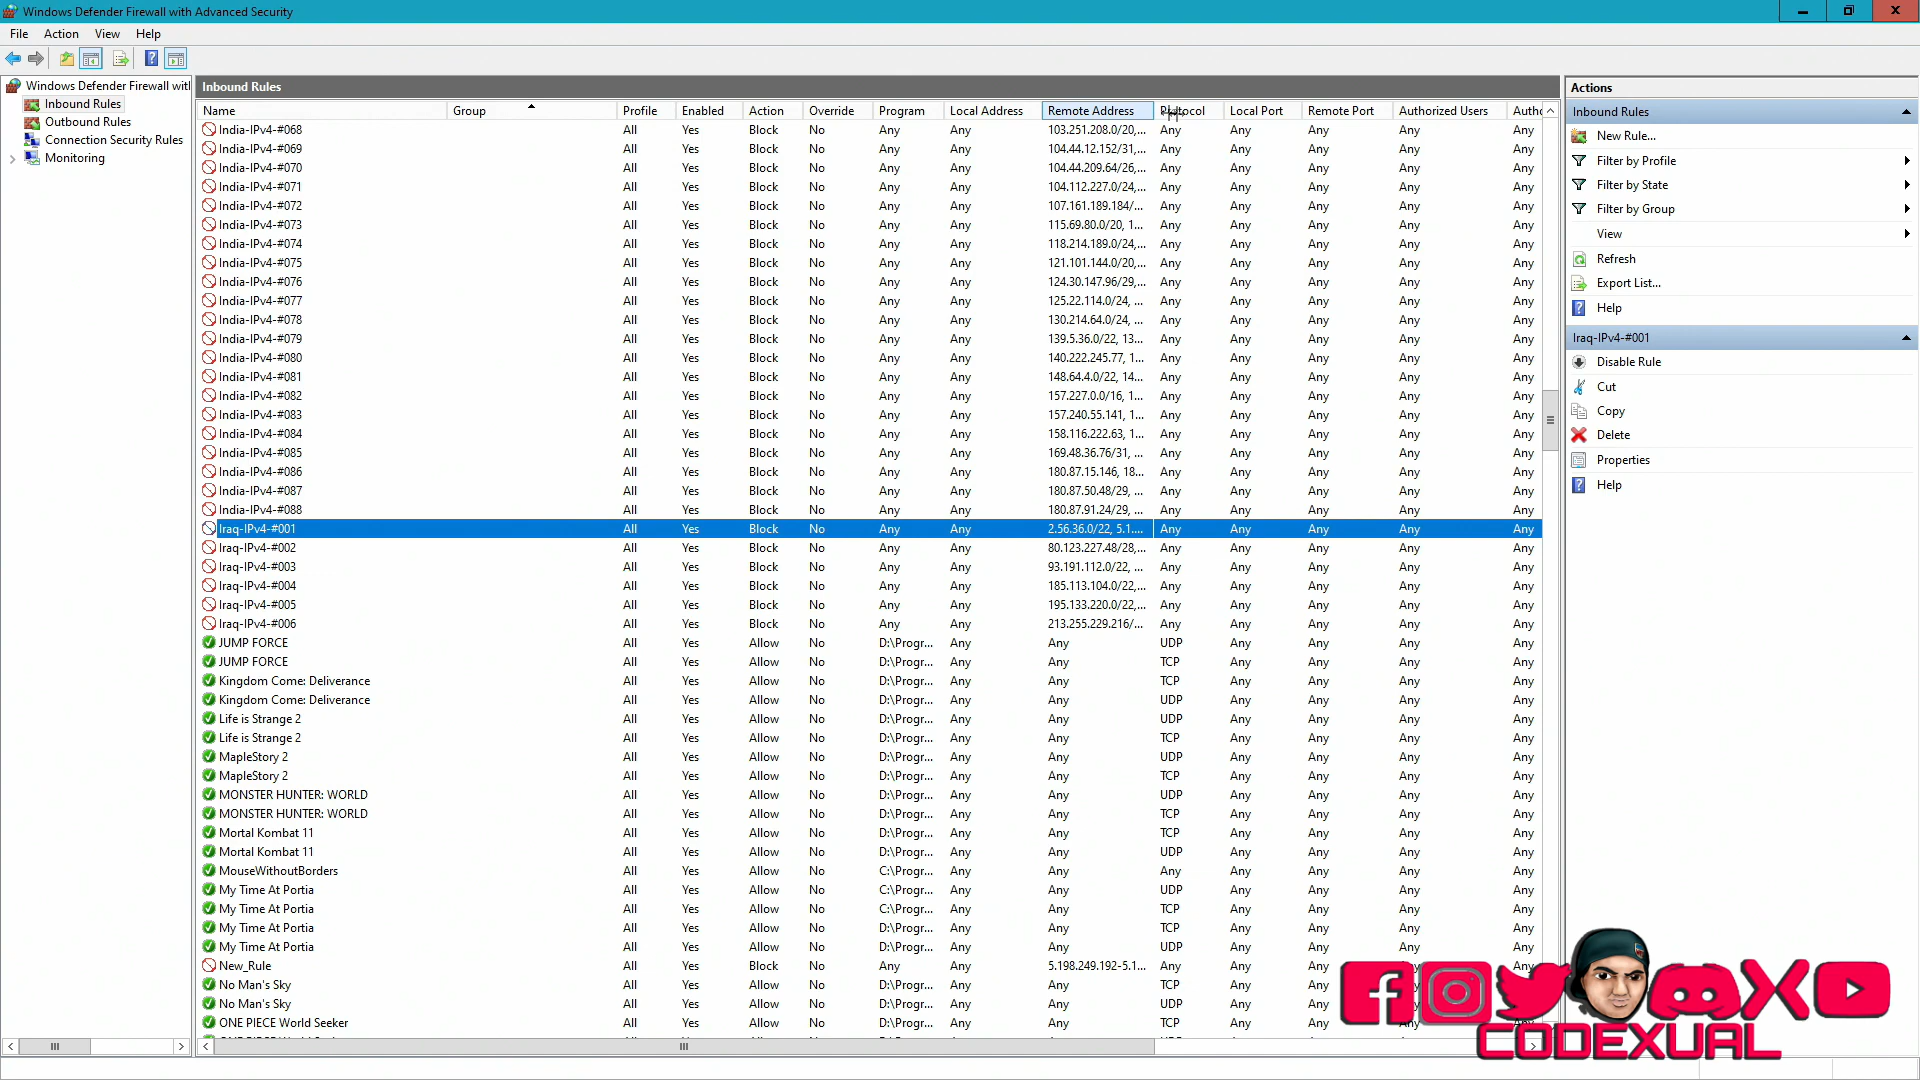 Windows Defender Firewall with Advanced Security
File Action View Help
Windows Defender Firewall witl
Inbound Rules
Outbound Rules
Connection Security Rules
Monitoring
Inbound Rules
Name Group Profile Enabled Action Override Program Local Address Remote Address Protocol Local Port Remote Port Authorized Users Autho
India-IPv4-#068 All Yes Block No Any Any 103.251.208.0/20,... Any Any Any Any Any
India-IPv4-#069 All Yes Block No Any Any 104.44.12.152/31,... Any Any Any Any Any
India-IPv4-#070 All Yes Block No Any Any 104.44.209.64/26,... Any Any Any Any Any
India-IPv4-#071 All Yes Block No Any Any 104.112.227.0/24,... Any Any Any Any Any
India-IPv4-#072 All Yes Block No Any Any 107.161.189.184/... Any Any Any Any Any
India-IPv4-#073 All Yes Block No Any Any 115.69.80.0/20, 1... Any Any Any Any Any
India-IPv4-#074 All Yes Block No Any Any 118.214.189.0/24,... Any Any Any Any Any
India-IPv4-#075 All Yes Block No Any Any 121.101.144.0/20,... Any Any Any Any Any
India-IPv4-#076 All Yes Block No Any Any 124.30.147.96/29,... Any Any Any Any Any
India-IPv4-#077 All Yes Block No Any Any 125.22.114.0/24, ... Any Any Any Any Any
India-IPv4-#078 All Yes Block No Any Any 130.214.64.0/24, ... Any Any Any Any Any
India-IPv4-#079 All Yes Block No Any Any 139.5.36.0/22, 13... Any Any Any Any Any
India-IPv4-#080 All Yes Block No Any Any 140.222.245.77, 1... Any Any Any Any Any
India-IPv4-#081 All Yes Block No Any Any 148.64.4.0/22, 14... Any Any Any Any Any
India-IPv4-#082 All Yes Block No Any Any 157.227.0.0/16, 1... Any Any Any Any Any
India-IPv4-#083 All Yes Block No Any Any 157.240.55.141, 1... Any Any Any Any Any
India-IPv4-#084 All Yes Block No Any Any 158.116.222.63, 1... Any Any Any Any Any
India-IPv4-#085 All Yes Block No Any Any 169.48.36.76/31, ... Any Any Any Any Any
India-IPv4-#086 All Yes Block No Any Any 180.87.15.146, 18... Any Any Any Any Any
India-IPv4-#087 All Yes Block No Any Any 180.87.50.48/29, ... Any Any Any Any Any
India-IPv4-#088 All Yes Block No Any Any 180.87.91.24/29, ... Any Any Any Any Any
Iraq-IPv4-#001 All Yes Block No Any Any 2.56.36.0/22, 5.1.... Any Any Any Any Any
Iraq-IPv4-#002 All Yes Block No Any Any 80.123.227.48/28,... Any Any Any Any Any
Iraq-IPv4-#003 All Yes Block No Any Any 93.191.112.0/22, ... Any Any Any Any Any
Iraq-IPv4-#004 All Yes Block No Any Any 185.113.104.0/22,... Any Any Any Any Any
Iraq-IPv4-#005 All Yes Block No Any Any 195.133.220.0/22,... Any Any Any Any Any
Iraq-IPv4-#006 All Yes Block No Any Any 213.255.229.216/... Any Any Any Any Any
JUMP FORCE All Yes Allow No D:\Progr... Any Any UDP Any Any Any Any
JUMP FORCE All Yes Allow No D:\Progr... Any Any TCP Any Any Any Any
Kingdom Come: Deliverance All Yes Allow No D:\Progr... Any Any TCP Any Any Any Any
Kingdom Come: Deliverance All Yes Allow No D:\Progr... Any Any UDP Any Any Any Any
Life is Strange 2 All Yes Allow No D:\Progr... Any Any UDP Any Any Any Any
Life is Strange 2 All Yes Allow No D:\Progr... Any Any TCP Any Any Any Any
MapleStory 2 All Yes Allow No D:\Progr... Any Any UDP Any Any Any Any
MapleStory 2 All Yes Allow No D:\Progr... Any Any TCP Any Any Any Any
MONSTER HUNTER: WORLD All Yes Allow No D:\Progr... Any Any UDP Any Any Any Any
MONSTER HUNTER: WORLD All Yes Allow No D:\Progr... Any Any TCP Any Any Any Any
Mortal Kombat 11 All Yes Allow No D:\Progr... Any Any TCP Any Any Any Any
Mortal Kombat 11 All Yes Allow No D:\Progr... Any Any UDP Any Any Any Any
MouseWithoutBorders All Yes Allow No C:\Progr... Any Any Any Any Any Any Any
My Time At Portia All Yes Allow No C:\Progr... Any Any UDP Any Any Any Any
My Time At Portia All Yes Allow No C:\Progr... Any Any TCP Any Any Any Any
My Time At Portia All Yes Allow No D:\Progr... Any Any TCP Any Any Any Any
My Time At Portia All Yes Allow No D:\Progr... Any Any UDP Any Any Any Any
New_Rule All Yes Block No Any Any 5.198.249.192-5.1... Any Any Any Any Any
No Man's Sky All Yes Allow No D:\Progr... Any Any TCP Any Any
No Man's Sky All Yes Allow No D:\Progr... Any Any UDP Any Any
ONE PIECE World Seeker All Yes Allow No D:\Progr... Any Any TCP Any Any Any
Actions
Inbound Rules
New Rule...
Filter by Profile
Filter by State
Filter by Group
View
Refresh
Export List...
Help
Iraq-IPv4-#001
Disable Rule
Cut
Copy
Delete
Properties
Help
CODEXUAL